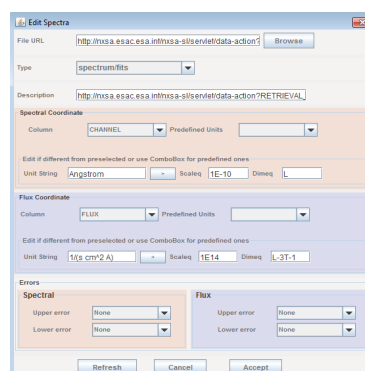 Edit Spectra
File URL http://nxsa.esac.esa.int/nxsa-sl/servlet/data-action? Browse
Type spectrum/fits
Description http://nxsa.esac.esa.int/nxsa-sl/servlet/data-action?RETRIEVAL_
Spectral Coordinate
Column CHANNEL Predefined Units
Edit if different from preselected or use ComboBox for predefined ones
Unit String Angstrom - Scaleq 1E-10 Dimeq L
Flux Coordinate
Column FLUX Predefined Units
Edit if different from preselected or use ComboBox for predefined ones
Unit String 1/(s cm^2 A) - Scaleq 1E14 Dimeq L-3T-1
Errors
Spectral Flux
Upper error None Upper error None
Lower error None Lower error None
Refresh Cancel Accept